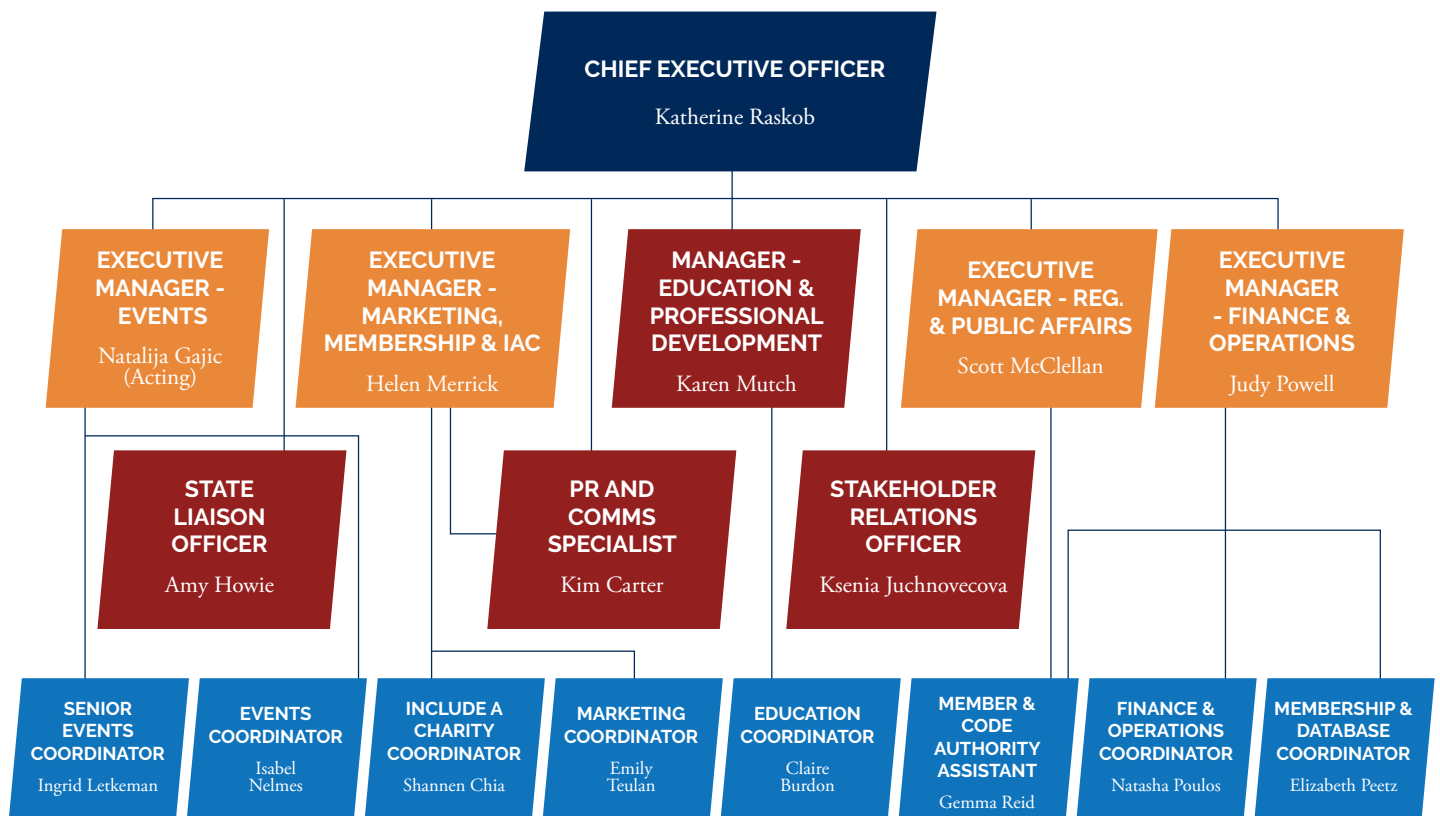 CHIEF EXECUTIVE OFFICER
Katherine Raskob
EXECUTIVE
MANAGER -
EVENTS
Natalija Gajic
(Acting)
EXECUTIVE
MANAGER -
MARKETING,
MEMBERSHIP & IAC
Helen Merrick
MANAGER -
EDUCATION &
PROFESSIONAL
DEVELOPMENT
Karen Mutch
EXECUTIVE
MANAGER - REG.
& PUBLIC AFFAIRS
Scott McClellan
EXECUTIVE
MANAGER
- FINANCE &
OPERATIONS
Judy Powell
STATE
LIAISON
OFFICER
Amy Howie
PR AND
COMMS
SPECIALIST
Kim Carter
STAKEHOLDER
RELATIONS
OFFICER
Ksenia Juchnovecova
SENIOR
EVENTS
COORDINATOR
Ingrid Letkeman
EVENTS
COORDINATOR
Isabel
Nelmes
INCLUDE A
CHARITY
COORDINATOR
Shannen Chia
MARKETING
COORDINATOR
Emily
Teulan
EDUCATION
COORDINATOR
Claire
Burdon
MEMBER &
CODE
AUTHORITY
ASSISTANT
Gemma Reid
FINANCE &
OPERATIONS
COORDINATOR
Natasha Poulos
MEMBERSHIP &
DATABASE
COORDINATOR
Elizabeth Peetz